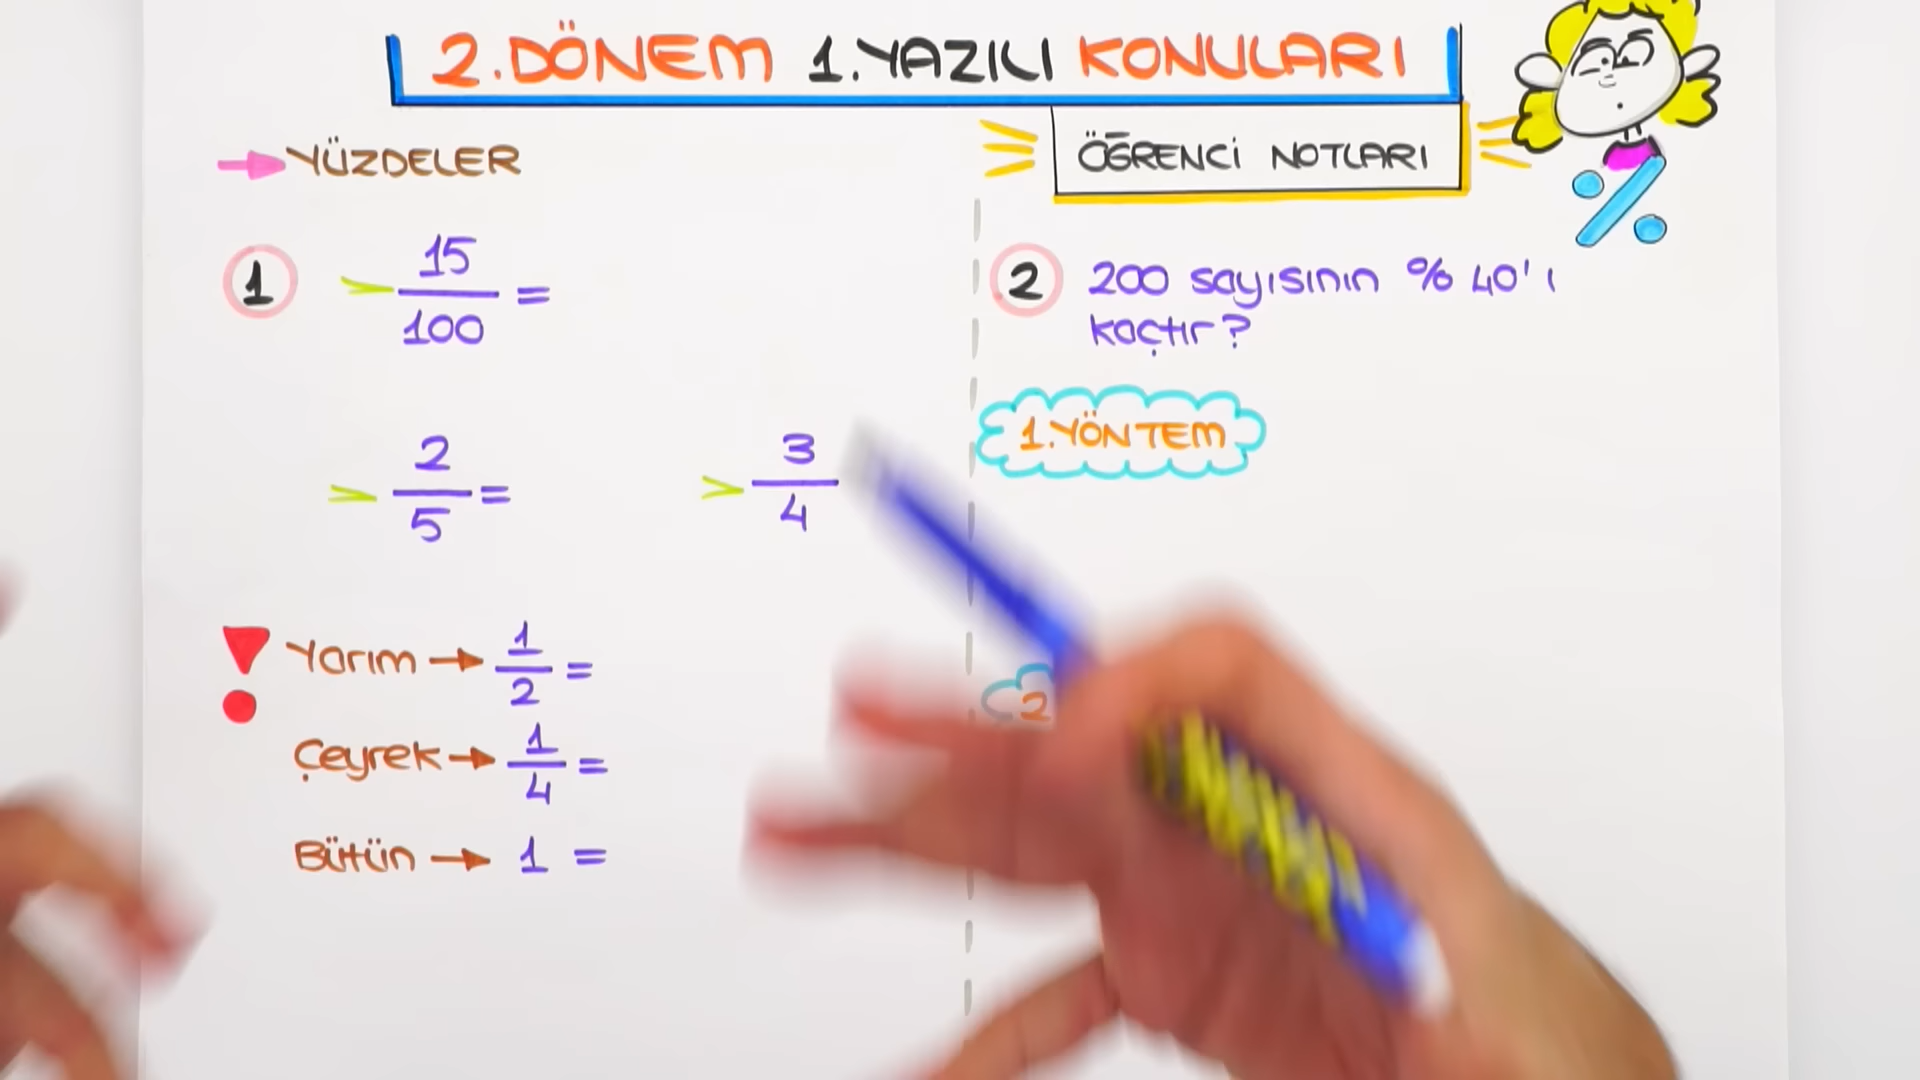 2.DÖNEM 1.YAZILI KONULARI
ÖĞRENCİ NOTLARI
YÜZDELER
1
15
100
=
2
5
=
3
4
Yarım → 1/2 =
Çeyrek → 1/4 =
Bütün → 1 =
2
200 sayısının % 40'ı
kaçtır?
1.YÖNTEM
2
%